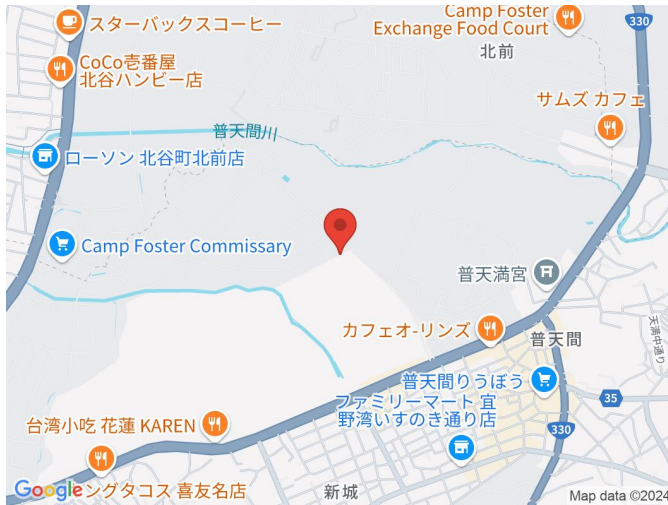 スターバックスコーヒー
Camp Foster
Exchange Food Court
330
北前
CoCo壱番屋
北谷ハンビー店
サムズ カフェ
普天間川
ローソン 北谷町北前店
Camp Foster Commissary
普天満宮
カフェオ-リンズ
普天間
天満中通り
普天間りうぼう
ファミリーマート 宜
野湾いすのき通り店
35
台湾小吃 花蓮 KAREN
330
Google
ングタコス 喜友名店
新城
Map data ©2024